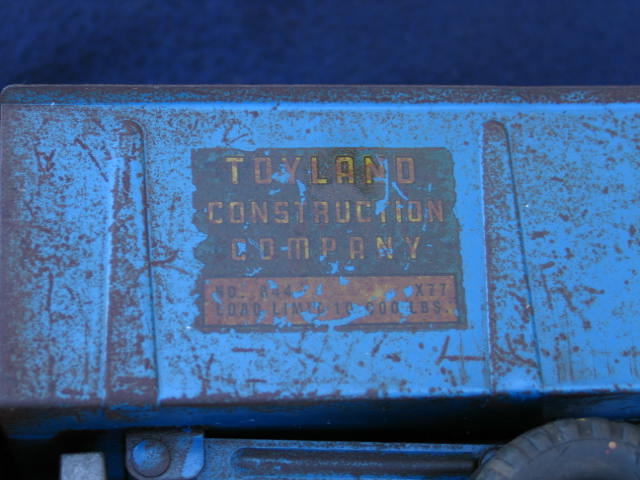 TOYLAND
CONSTRUCTION
COMPANY
NO. X77
LOAD LIMIT 10,000 LBS.